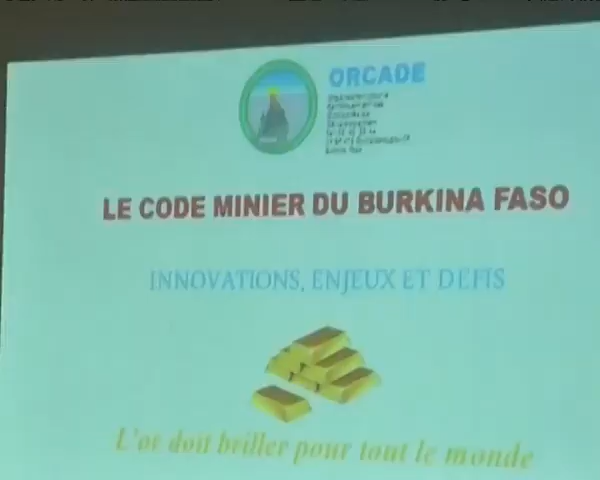 ORCADE
LE CODE MINIER DU BURKINA FASO
INNOVATIONS, ENJEUX ET DÉFIS
L'or doit briller pour tout le monde